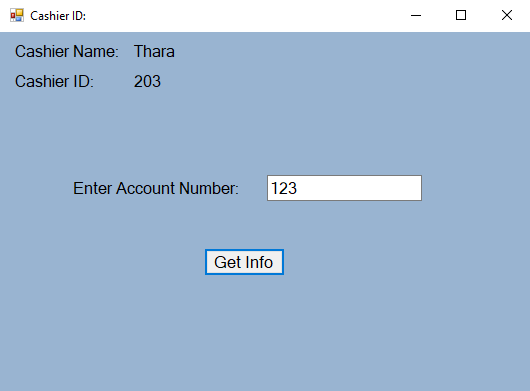 Cashier ID:
Cashier Name: Thara
Cashier ID: 203
Enter Account Number: 123
Get Info